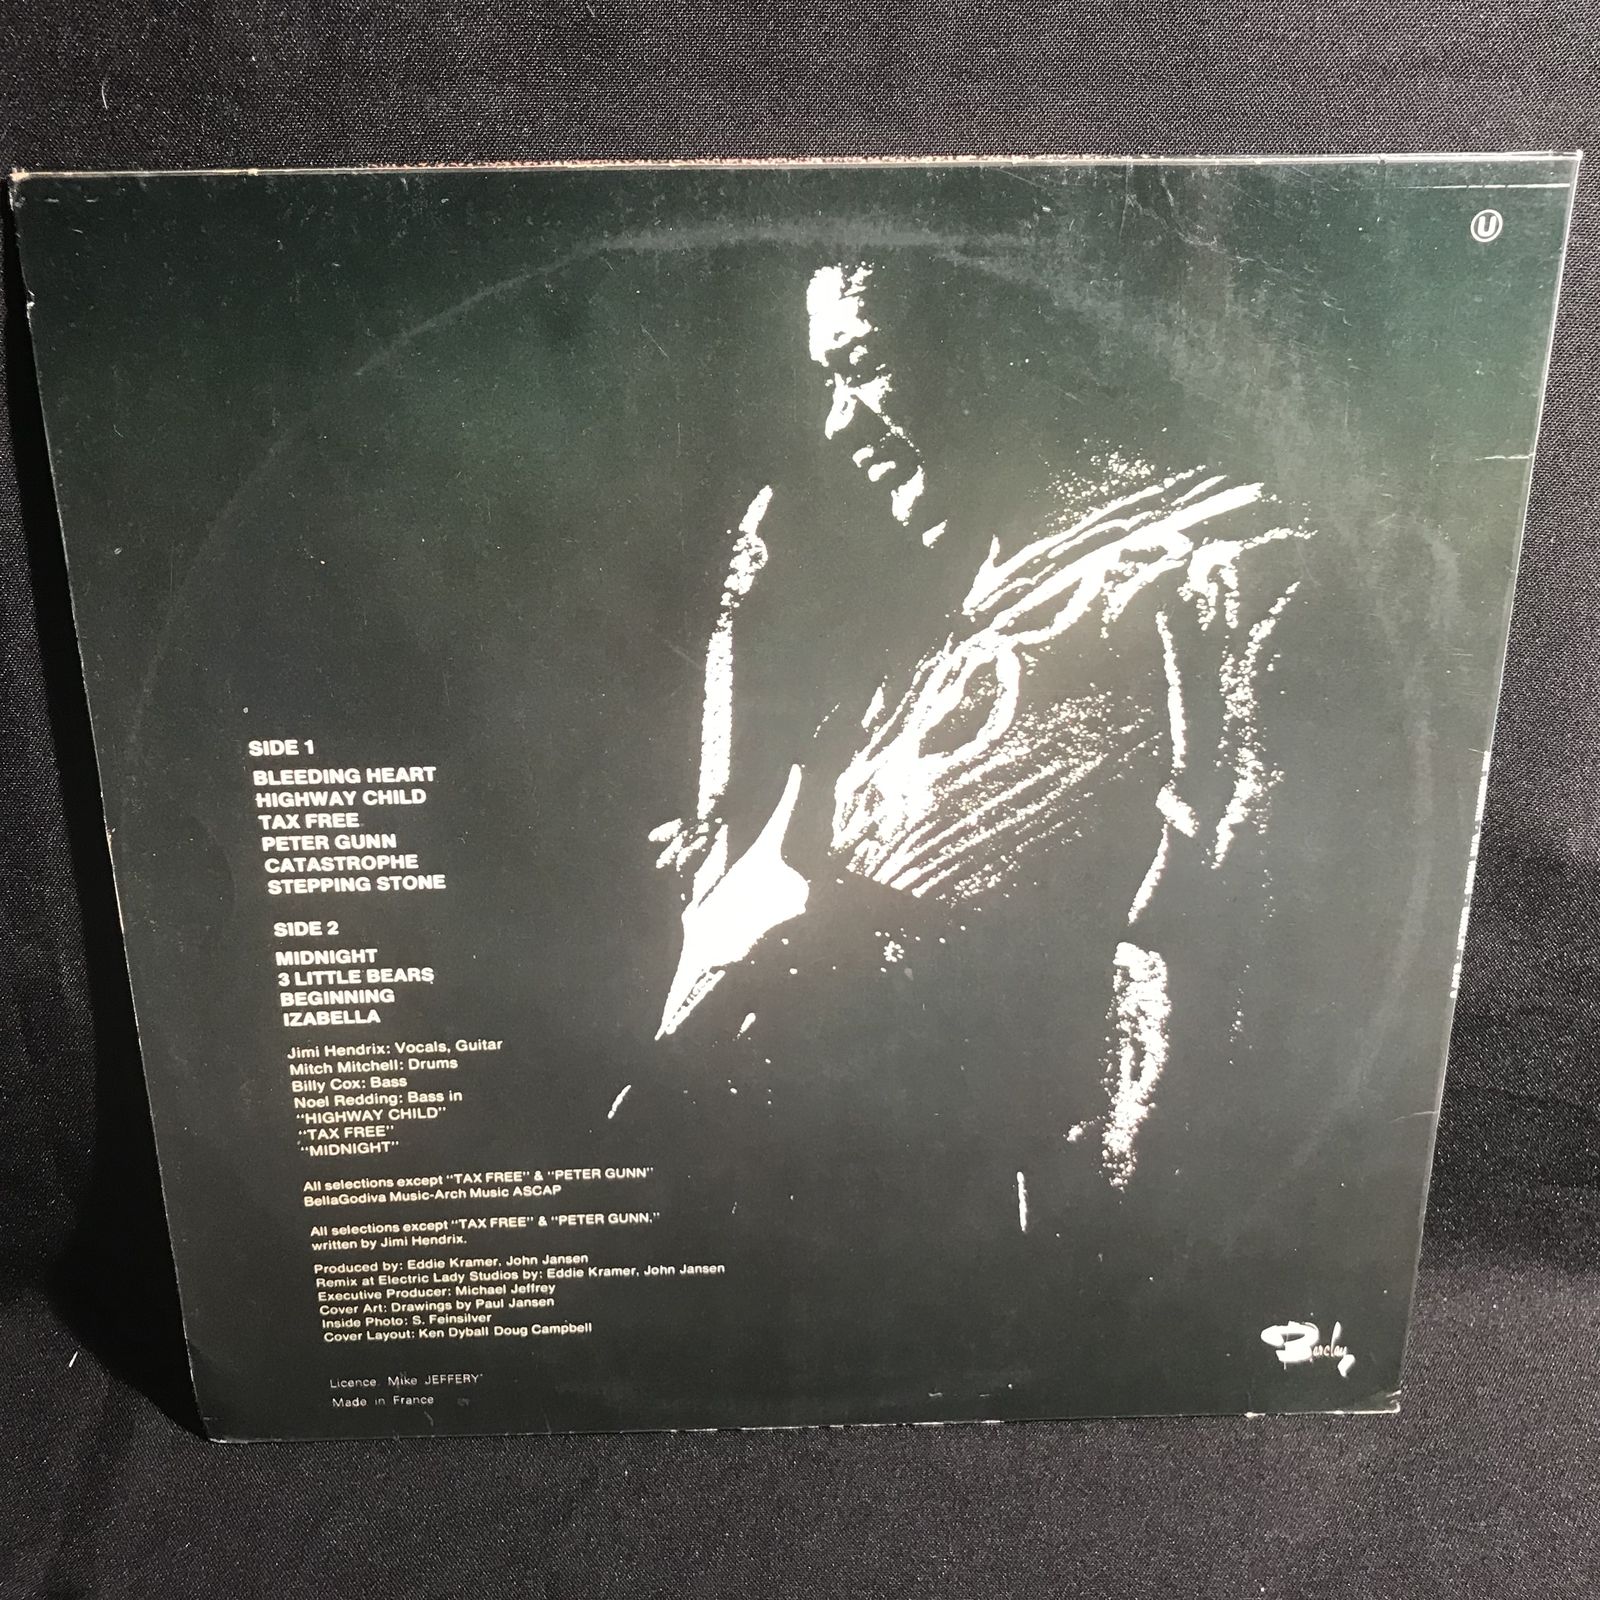 U
SIDE 1
BLEEDING HEART
HIGHWAY CHILD
TAX FREE
PETER GUNN
CATASTROPHE
STEPPING STONE
SIDE 2
MIDNIGHT
3 LITTLE BEARS
BEGINNING
IZABELLA
Jimi Hendrix: Vocals, Guitar
Mitch Mitchell: Drums
Billy Cox: Bass
Noel Redding: Bass in
"HIGHWAY CHILD"
"TAX FREE"
"MIDNIGHT"
All selections except "TAX FREE" & "PETER GUNN"
BellaGodiva Music-Arch Music ASCAP
All selections except "TAX FREE" & "PETER GUNN."
written by Jimi Hendrix.
Produced by: Eddie Kramer, John Jansen
Remix at Electric Lady Studios by: Eddie Kramer, John Jansen
Executive Producer: Michael Jeffrey
Cover Art: Drawings by Paul Jansen
Inside Photo: S. Feinsilver
Cover Layout: Ken Dyball Doug Campbell
Licence Mike JEFFERY
Made in France
Barclay